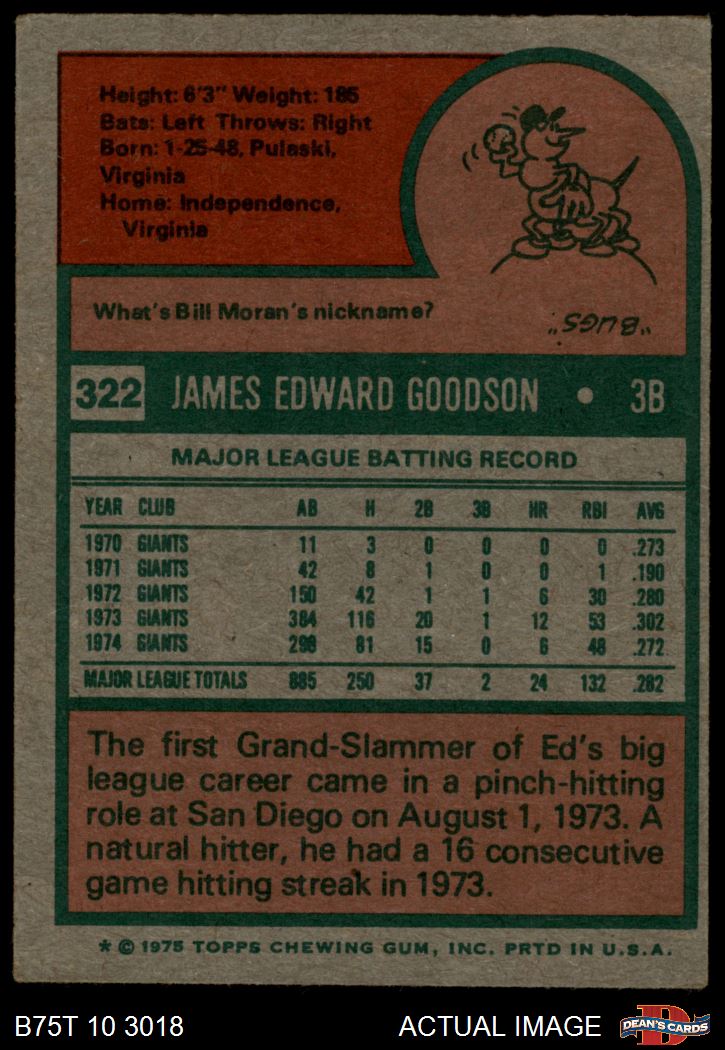 Height: 6'3" Weight: 185
Bats: Left Throws: Right
Born: 1-25-48, Pulaski,
Virginia
Home: Independence,
Virginia
What's Bill Moran's nickname?
"BUGS"
322 JAMES EDWARD GOODSON • 3B
MAJOR LEAGUE BATTING RECORD
YEAR CLUB AB H 2B 3B HR RBI AVG
1970 GIANTS 11 3 0 0 0 0 .273
1971 GIANTS 42 8 1 0 0 1 .190
1972 GIANTS 150 42 1 1 6 30 .280
1973 GIANTS 384 116 20 1 12 53 .302
1974 GIANTS 298 81 15 0 6 48 .272
MAJOR LEAGUE TOTALS 885 250 37 2 24 132 .282
The first Grand-Slammer of Ed's big
league career came in a pinch-hitting
role at San Diego on August 1, 1973. A
natural hitter, he had a 16 consecutive
game hitting streak in 1973.
* © 1975 TOPPS CHEWING GUM, INC. PRTD IN U.S.A.
B75T 10 3018 ACTUAL IMAGE D DEAN'S CARDS